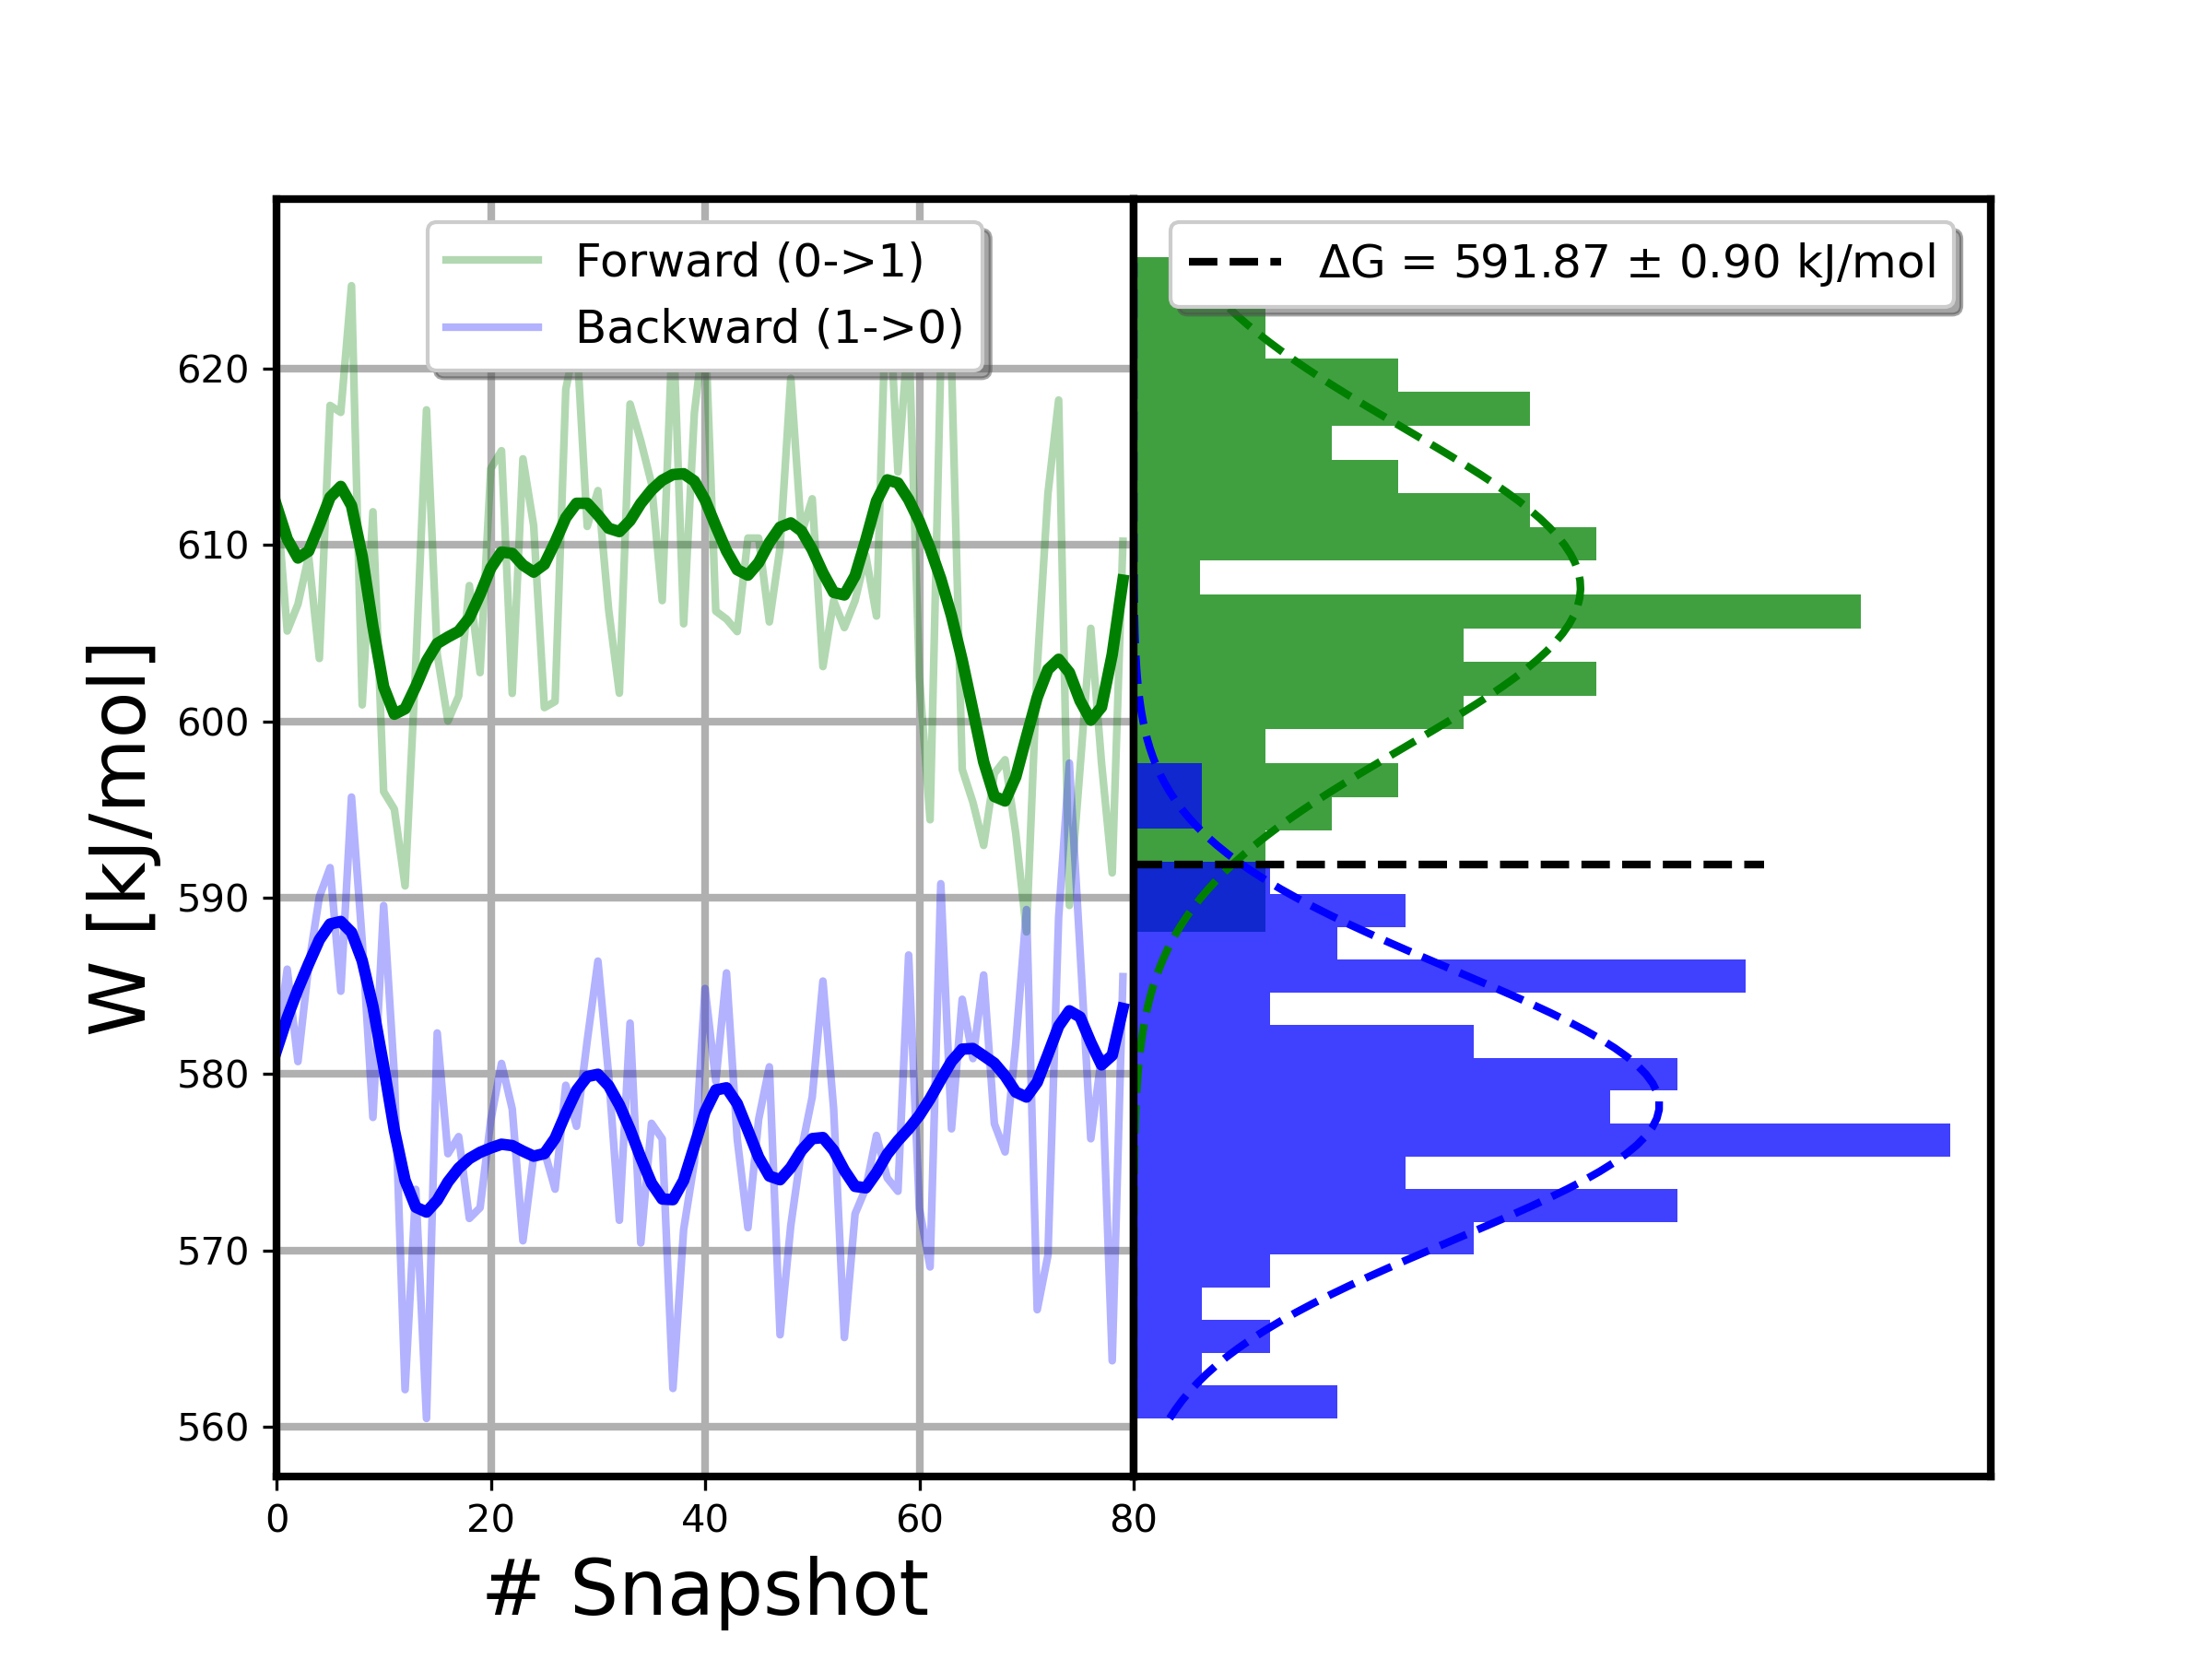 Forward (0->1)
Backward (1->0)
ΔG = 591.87 ± 0.90 kJ/mol
W [kJ/mol]
620
610
600
590
580
570
560
0 20 40 60 80
# Snapshot